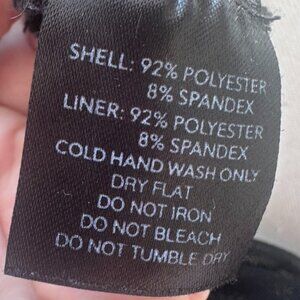 SHELL: 92% POLYESTER
8% SPANDEX
LINER: 92% POLYESTER
8% SPANDEX
COLD HAND WASH ONLY
DRY FLAT
DO NOT IRON
DO NOT BLEACH
DO NOT TUMBLE DRY